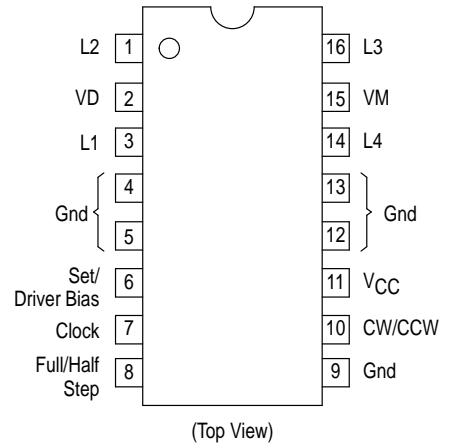 L2 1 16 L3
VD 2 15 VM
L1 3 14 L4
4 13
Gnd Gnd
5 12
Set/
Driver Bias 6 11 VCC
Clock 7 10 CW/CCW
Full/Half
Step 8 9 Gnd
(Top View)